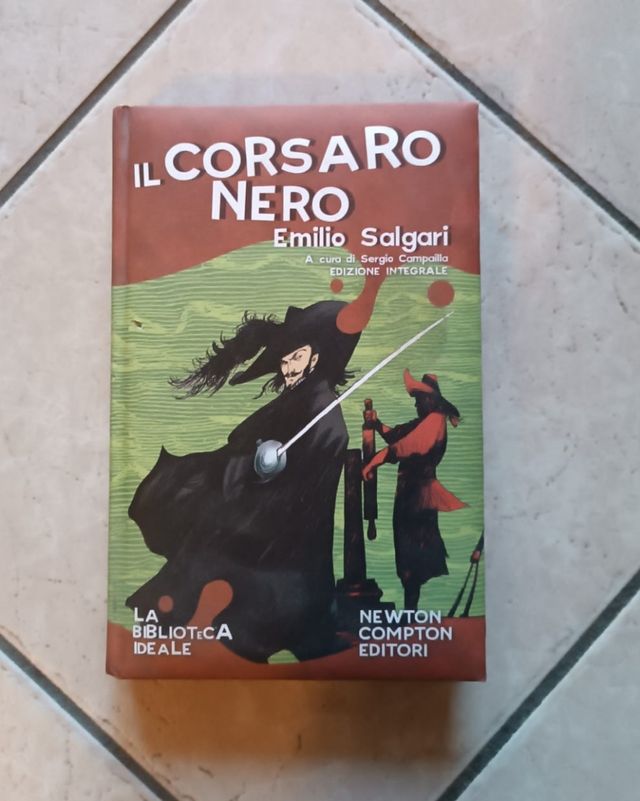 IL CORSARO
NERO
Emilio Salgari
A cura di Sergio Campailla
EDIZIONE INTEGRALE
LA
BIBLIOTECA
IDEALE
NEWTON
COMPTON
EDITORI